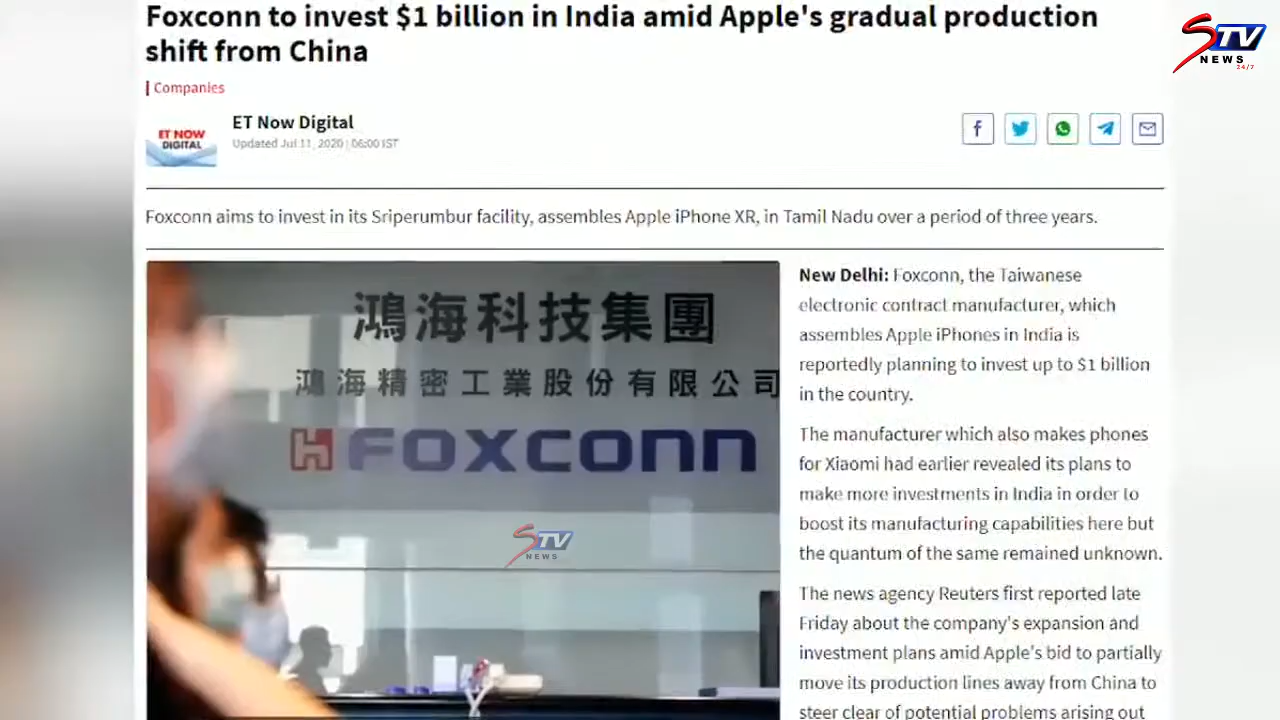 Foxconn to invest $1 billion in India amid Apple's gradual production
shift from China
STV
NEWS
24/7
Companies
ET NOW
DIGITAL
ET Now Digital
Updated Jul 11, 2020 | 06:00 IST
Foxconn aims to invest in its Sriperumbur facility, assembles Apple iPhone XR, in Tamil Nadu over a period of three years.
鴻海科技集團
鴻海精密工業股份有限公司
FOXCONN
STV
NEWS
New Delhi: Foxconn, the Taiwanese
electronic contract manufacturer, which
assembles Apple iPhones in India is
reportedly planning to invest up to $1 billion
in the country.
The manufacturer which also makes phones
for Xiaomi had earlier revealed its plans to
make more investments in India in order to
boost its manufacturing capabilities here but
the quantum of the same remained unknown.
The news agency Reuters first reported late
Friday about the company's expansion and
investment plans amid Apple's bid to partially
move its production lines away from China to
steer clear of potential problems arising out